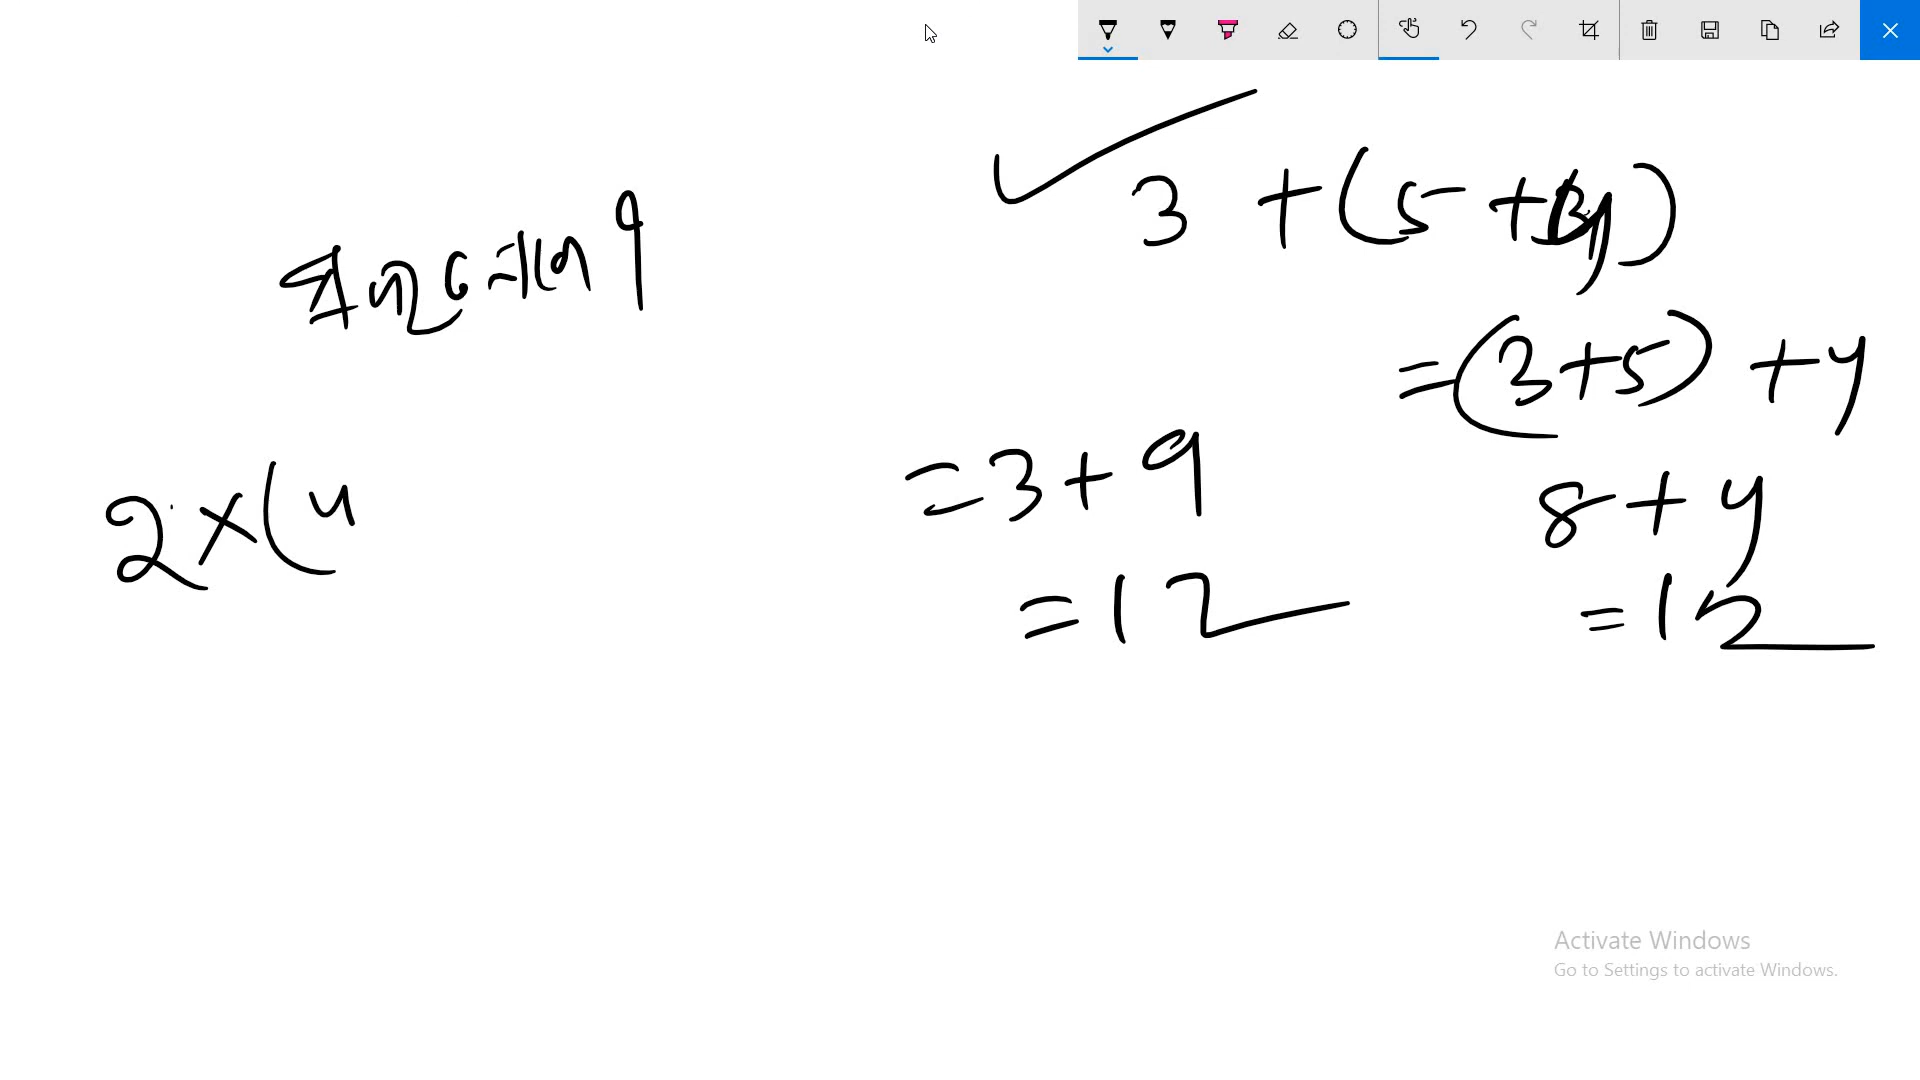 3 + (5 + 4)
= (3+5) + 4
= 3 + 9
8 + 4
= 12
= 12
2 × (4
Activate Windows
Go to Settings to activate Windows.